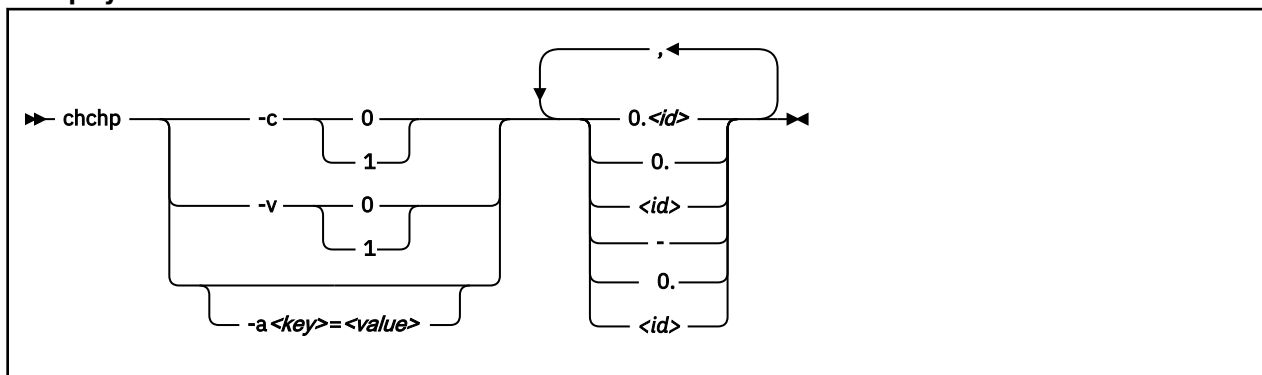 ,
chchp -c 0 0.<id>
1 0.
-v 0 <id>
1 -
0.
-a<key>=<value> <id>